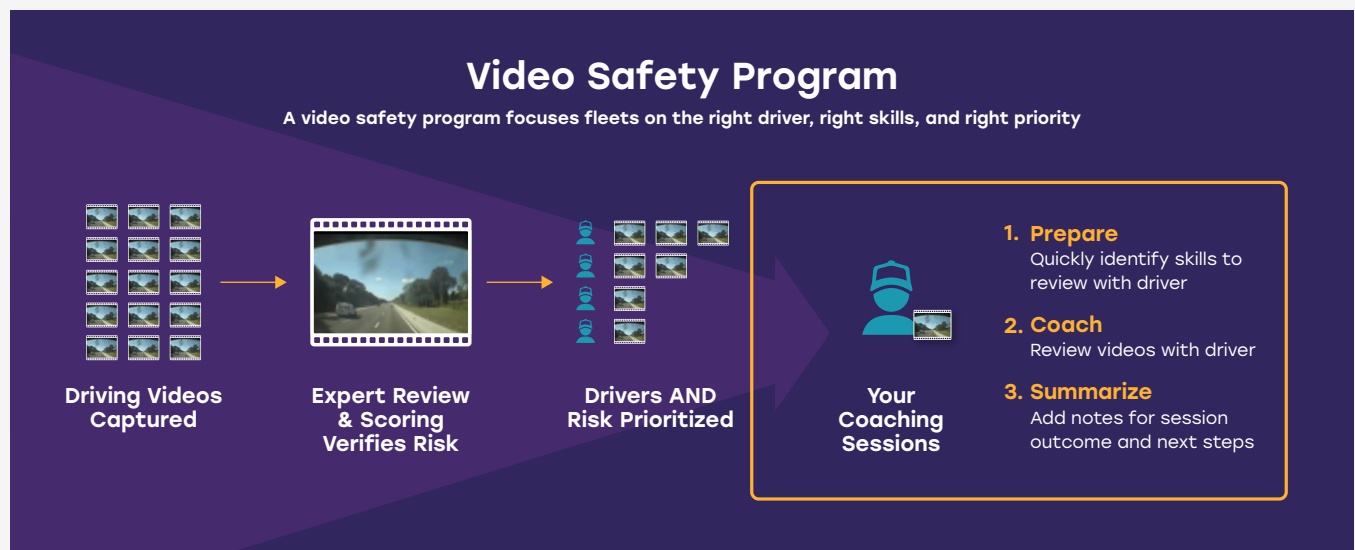 Video Safety Program
A video safety program focuses fleets on the right driver, right skills, and right priority
Driving Videos
Captured
Expert Review
& Scoring
Verifies Risk
Drivers AND
Risk Prioritized
Your
Coaching
Sessions
1. Prepare
Quickly identify skills to
review with driver
2. Coach
Review videos with driver
3. Summarize
Add notes for session
outcome and next steps